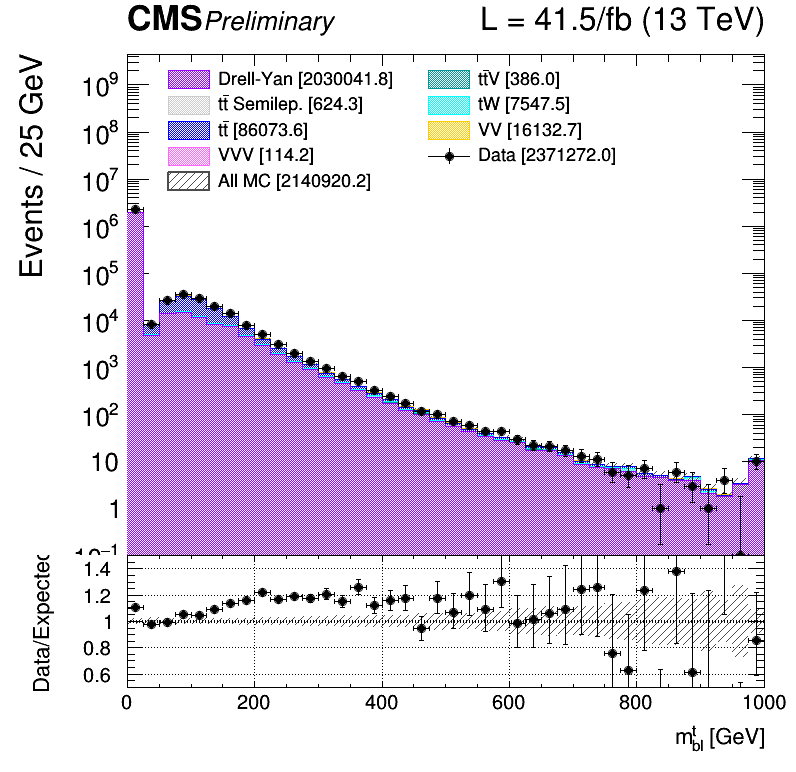 CMS Preliminary L = 41.5/fb (13 TeV)
Events / 25 GeV
10⁹
10⁸
10⁷
10⁶
10⁵
10⁴
10³
10²
10
1
10⁻¹
Drell-Yan [2030041.8]
tt̄ Semilep. [624.3]
tt̄ [86073.6]
VVV [114.2]
All MC [2140920.2]
tt̄V [386.0]
tW [7547.5]
VV [16132.7]
Data [2371272.0]
Data/Expected
1.4
1.2
1
0.8
0.6
0 200 400 600 800 1000
mᵗbl [GeV]